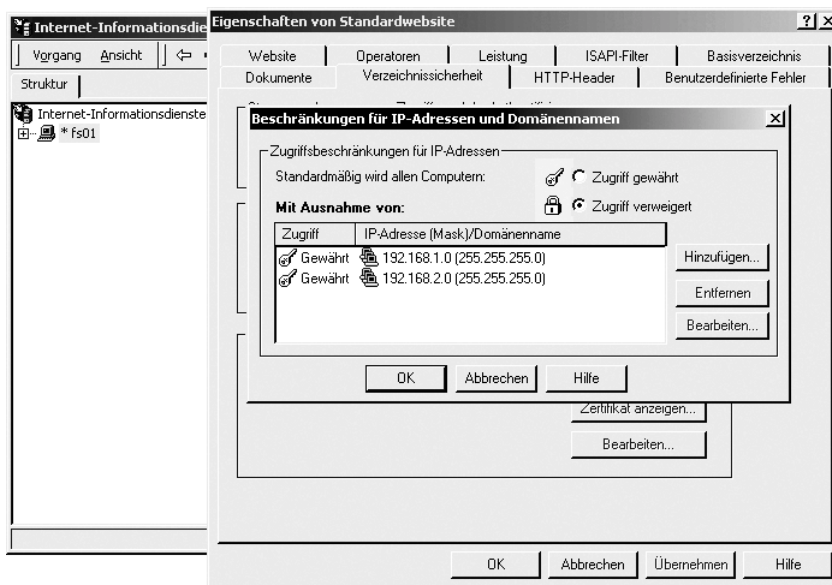 Internet-Informationsdie
Vorgang Ansicht
Struktur
Internet-Informationsdienste
* fs01
Eigenschaften von Standardwebsite
Website Operatoren Leistung ISAPI-Filter Basisverzeichnis
Dokumente Verzeichnissicherheit HTTP-Header Benutzerdefinierte Fehler
Beschränkungen für IP-Adressen und Domänennamen
Zugriffsbeschränkungen für IP-Adressen
Standardmäßig wird allen Computern: Zugriff gewährt
Mit Ausnahme von: Zugriff verweigert
Zugriff IP-Adresse (Mask)/Domänenname
Gewährt 192.168.1.0 (255.255.255.0)
Gewährt 192.168.2.0 (255.255.255.0)
Hinzufügen...
Entfernen
Bearbeiten...
OK Abbrechen Hilfe
Zertifikat anzeigen...
Bearbeiten...
OK Abbrechen Übernehmen Hilfe